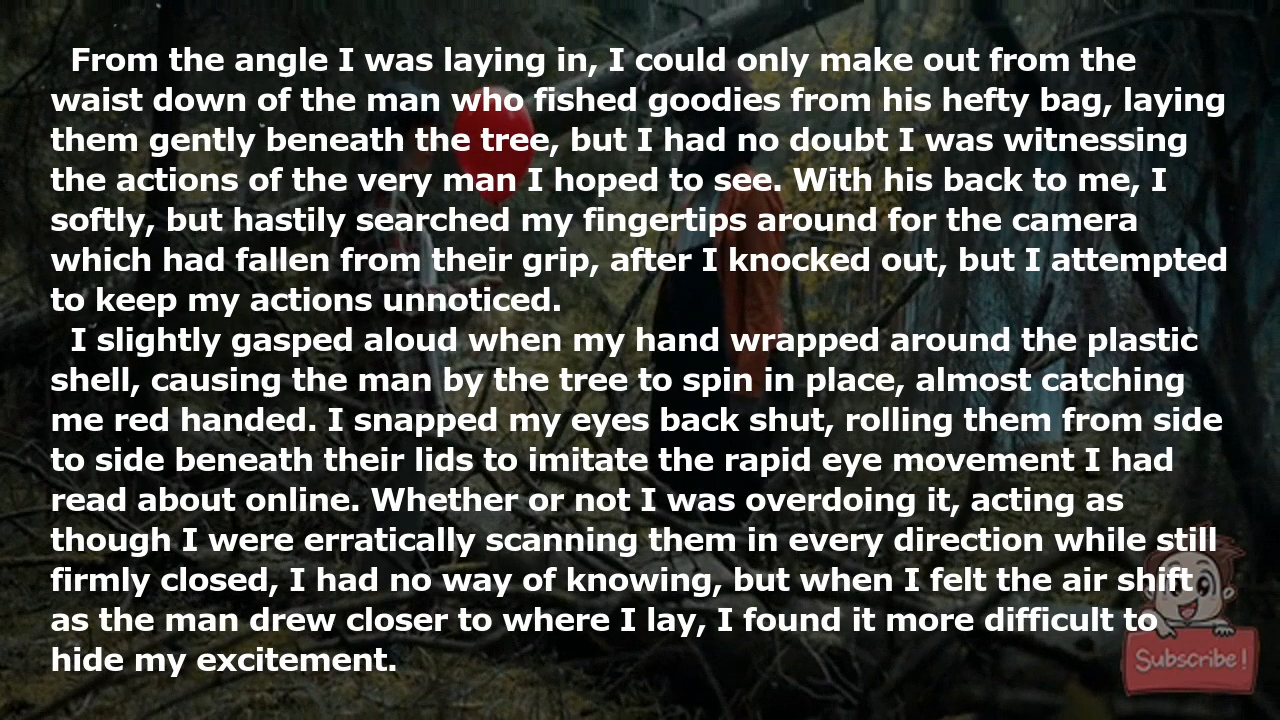 From the angle I was laying in, I could only make out from the
waist down of the man who fished goodies from his hefty bag, laying
them gently beneath the tree, but I had no doubt I was witnessing
the actions of the very man I hoped to see. With his back to me, I
softly, but hastily searched my fingertips around for the camera
which had fallen from their grip, after I knocked out, but I attempted
to keep my actions unnoticed.
I slightly gasped aloud when my hand wrapped around the plastic
shell, causing the man by the tree to spin in place, almost catching
me red handed. I snapped my eyes back shut, rolling them from side
to side beneath their lids to imitate the rapid eye movement I had
read about online. Whether or not I was overdoing it, acting as
though I were erratically scanning them in every direction while still
firmly closed, I had no way of knowing, but when I felt the air shift
as the man drew closer to where I lay, I found it more difficult to
hide my excitement.
Subscribe!